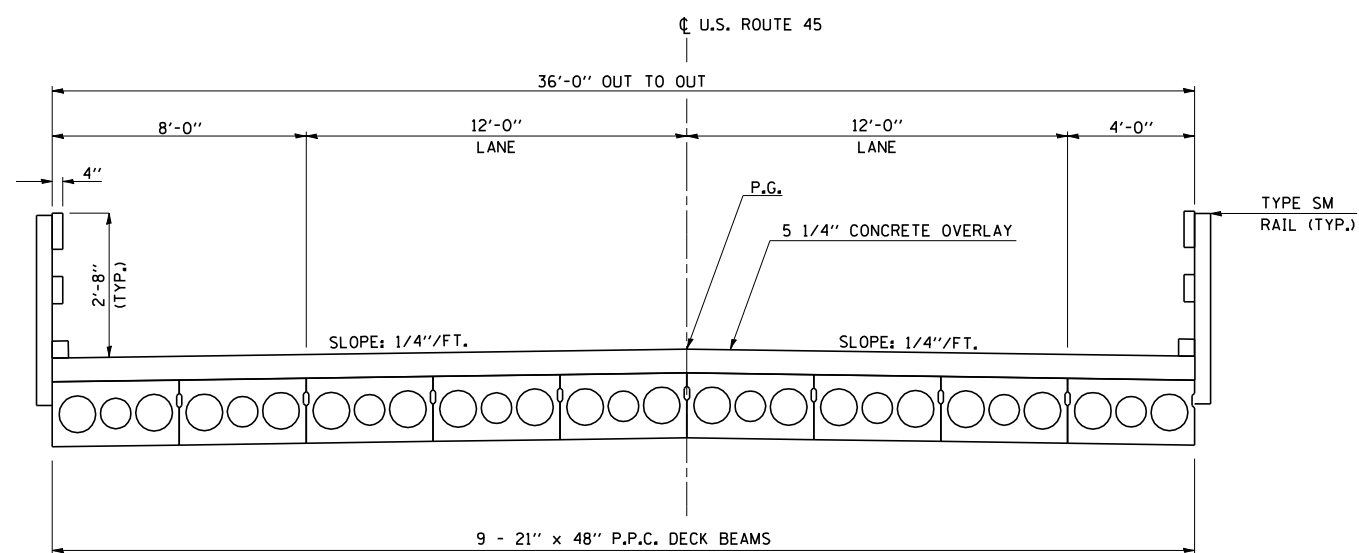 ℄ U.S. ROUTE 45
36'-0'' OUT TO OUT
8'-0''
12'-0''
LANE
12'-0''
LANE
4'-0''
4''
P.G.
TYPE SM
RAIL (TYP.)
5 1/4'' CONCRETE OVERLAY
2'-8''
(TYP.)
SLOPE: 1/4''/FT.
SLOPE: 1/4''/FT.
9 - 21'' x 48'' P.P.C. DECK BEAMS